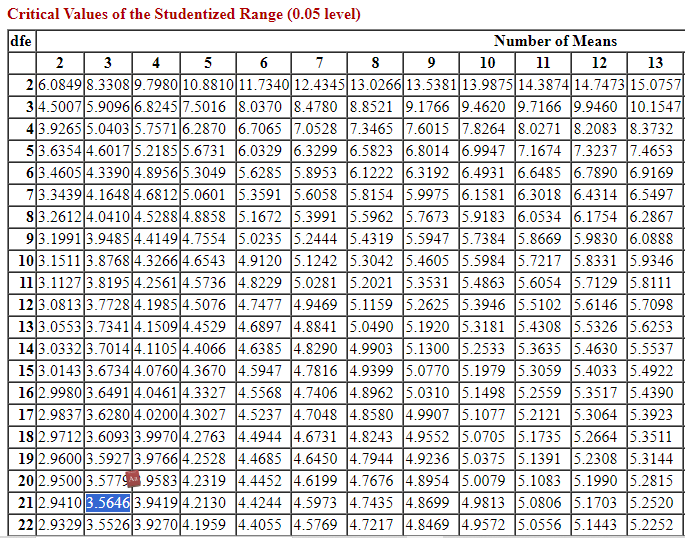 Critical Values of the Studentized Range (0.05 level)
dfe Number of Means
2 3 4 5 6 7 8 9 10 11 12 13
2 6.0849 8.3308 9.7980 10.8810 11.7340 12.4345 13.0266 13.5381 13.9875 14.3874 14.7473 15.0757
3 4.5007 5.9096 6.8245 7.5016 8.0370 8.4780 8.8521 9.1766 9.4620 9.7166 9.9460 10.1547
4 3.9265 5.0403 5.7571 6.2870 6.7065 7.0528 7.3465 7.6015 7.8264 8.0271 8.2083 8.3732
5 3.6354 4.6017 5.2185 5.6731 6.0329 6.3299 6.5823 6.8014 6.9947 7.1674 7.3237 7.4653
6 3.4605 4.3390 4.8956 5.3049 5.6285 5.8953 6.1222 6.3192 6.4931 6.6485 6.7890 6.9169
7 3.3439 4.1648 4.6812 5.0601 5.3591 5.6058 5.8154 5.9975 6.1581 6.3018 6.4314 6.5497
8 3.2612 4.0410 4.5288 4.8858 5.1672 5.3991 5.5962 5.7673 5.9183 6.0534 6.1754 6.2867
9 3.1991 3.9485 4.4149 4.7554 5.0235 5.2444 5.4319 5.5947 5.7384 5.8669 5.9830 6.0888
10 3.1511 3.8768 4.3266 4.6543 4.9120 5.1242 5.3042 5.4605 5.5984 5.7217 5.8331 5.9346
11 3.1127 3.8195 4.2561 4.5736 4.8229 5.0281 5.2021 5.3531 5.4863 5.6054 5.7129 5.8111
12 3.0813 3.7728 4.1985 4.5076 4.7477 4.9469 5.1159 5.2625 5.3946 5.5102 5.6146 5.7098
13 3.0553 3.7341 4.1509 4.4529 4.6897 4.8841 5.0490 5.1920 5.3181 5.4308 5.5326 5.6253
14 3.0332 3.7014 4.1105 4.4066 4.6385 4.8290 4.9903 5.1300 5.2533 5.3635 5.4630 5.5537
15 3.0143 3.6734 4.0760 4.3670 4.5947 4.7816 4.9399 5.0770 5.1979 5.3059 5.4033 5.4922
16 2.9980 3.6491 4.0461 4.3327 4.5568 4.7406 4.8962 5.0310 5.1498 5.2559 5.3517 5.4390
17 2.9837 3.6280 4.0200 4.3027 4.5237 4.7048 4.8580 4.9907 5.1077 5.2121 5.3064 5.3923
18 2.9712 3.6093 3.9970 4.2763 4.4944 4.6731 4.8243 4.9552 5.0705 5.1735 5.2664 5.3511
19 2.9600 3.5927 3.9766 4.2528 4.4685 4.6450 4.7944 4.9236 5.0375 5.1391 5.2308 5.3144
20 2.9500 3.5779 .9583 4.2319 4.4452 4.6199 4.7676 4.8954 5.0079 5.1083 5.1990 5.2815
21 2.9410 3.5646 3.9419 4.2130 4.4244 4.5973 4.7435 4.8699 4.9813 5.0806 5.1703 5.2520
22 2.9329 3.5526 3.9270 4.1959 4.4055 4.5769 4.7217 4.8469 4.9572 5.0556 5.1443 5.2252